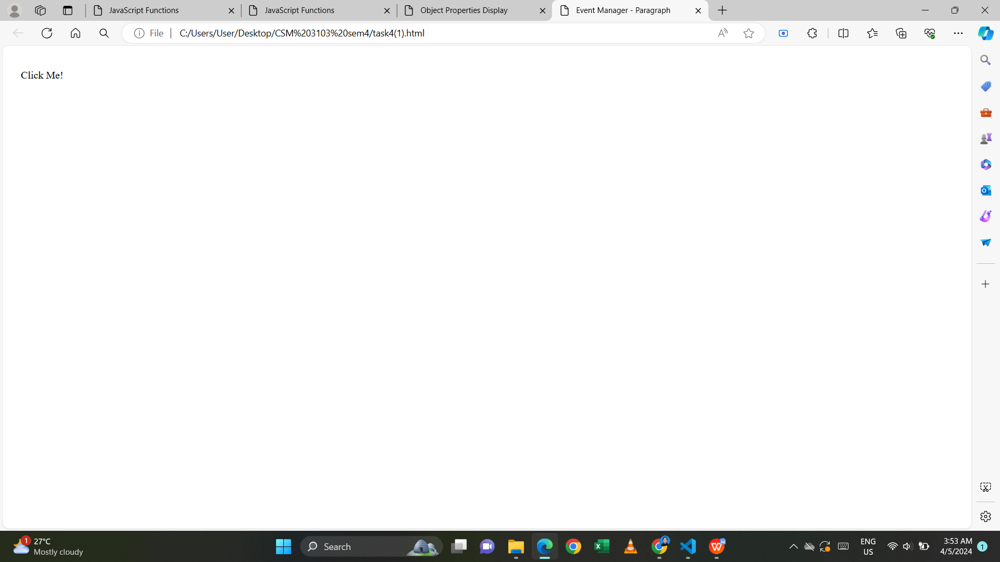 JavaScript Functions
JavaScript Functions
Object Properties Display
Event Manager - Paragraph
File
C:/Users/User/Desktop/CSM%203103%20sem4/task4(1).html
Click Me!
1
27°C
Mostly cloudy
Search
ENG
US
3:53 AM
4/5/2024
1